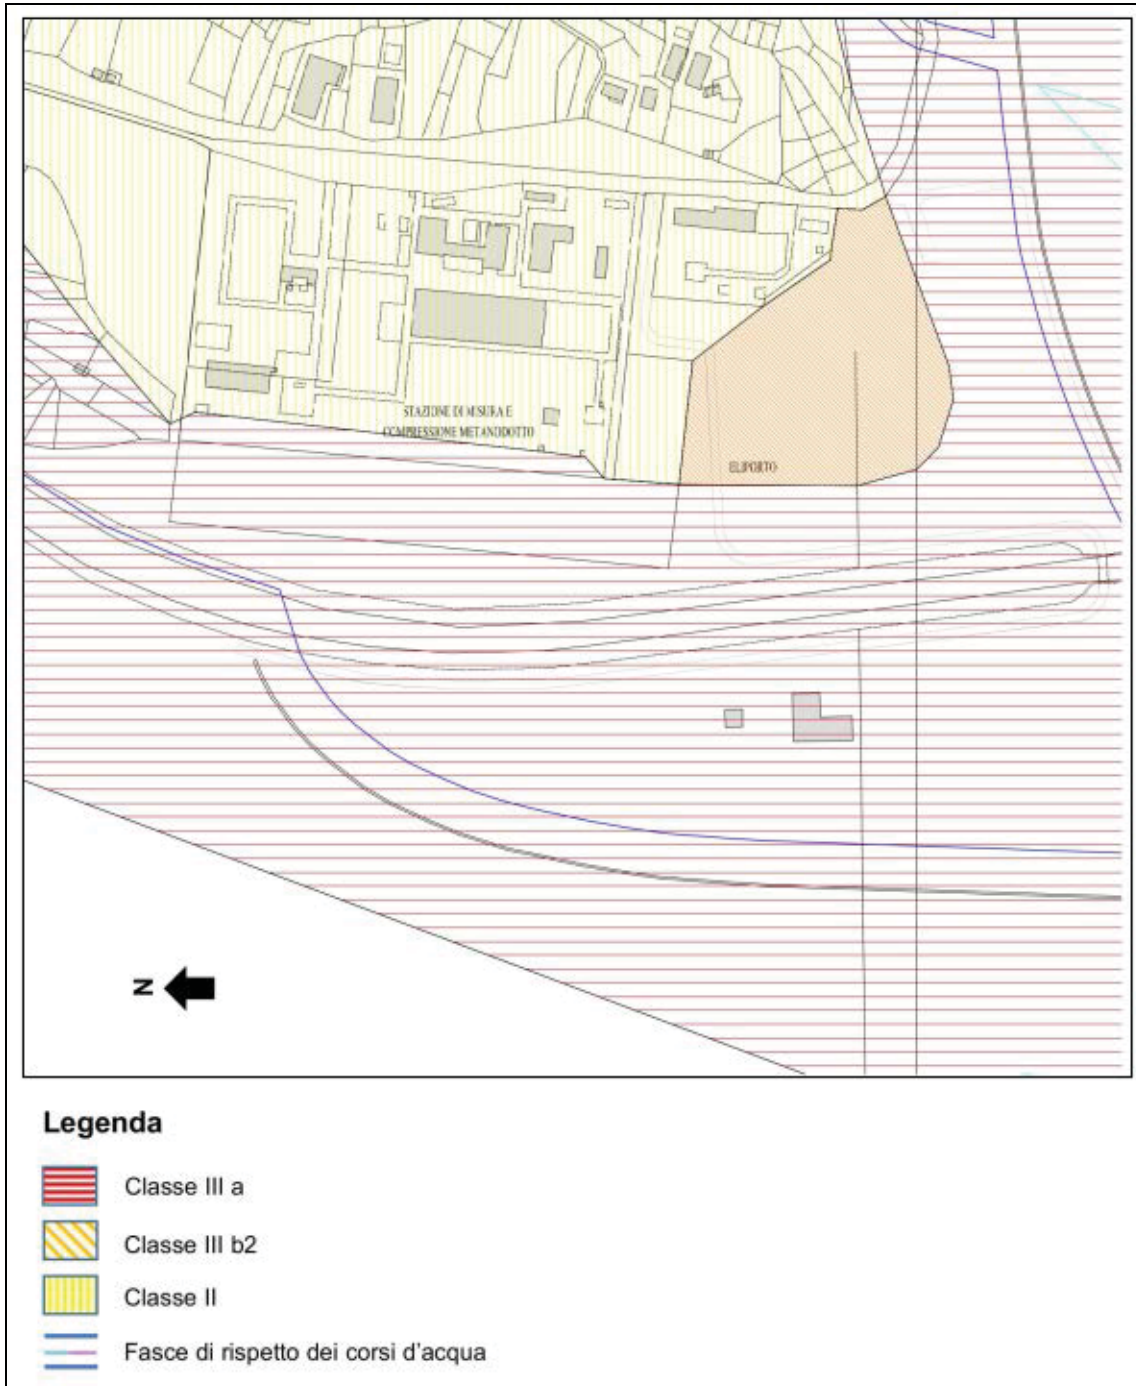 STAZIONE DI MISURA E
COMPRESSIONE METANODOTTO
ELIPORTO
N
Legenda
Classe III a
Classe III b2
Classe II
Fasce di rispetto dei corsi d'acqua